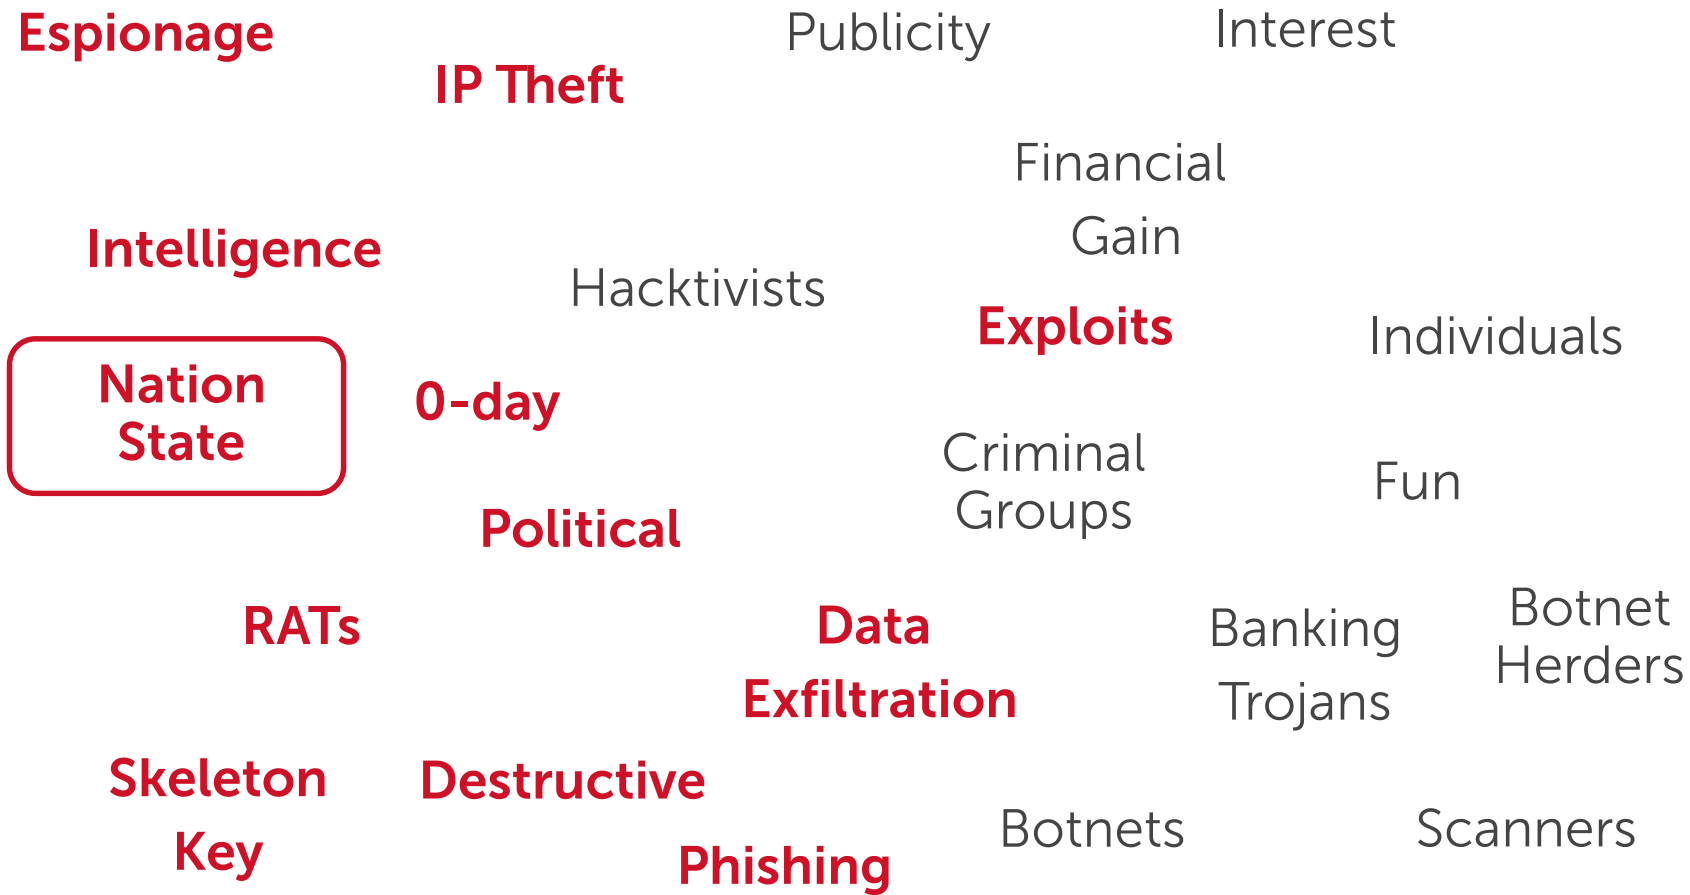 Espionage
Publicity
Interest
IP Theft
Financial
Gain
Intelligence
Hacktivists
Exploits
Individuals
Nation
State
0-day
Criminal
Groups
Fun
Political
RATs
Data
Exfiltration
Banking
Trojans
Botnet
Herders
Skeleton
Key
Destructive
Phishing
Botnets
Scanners